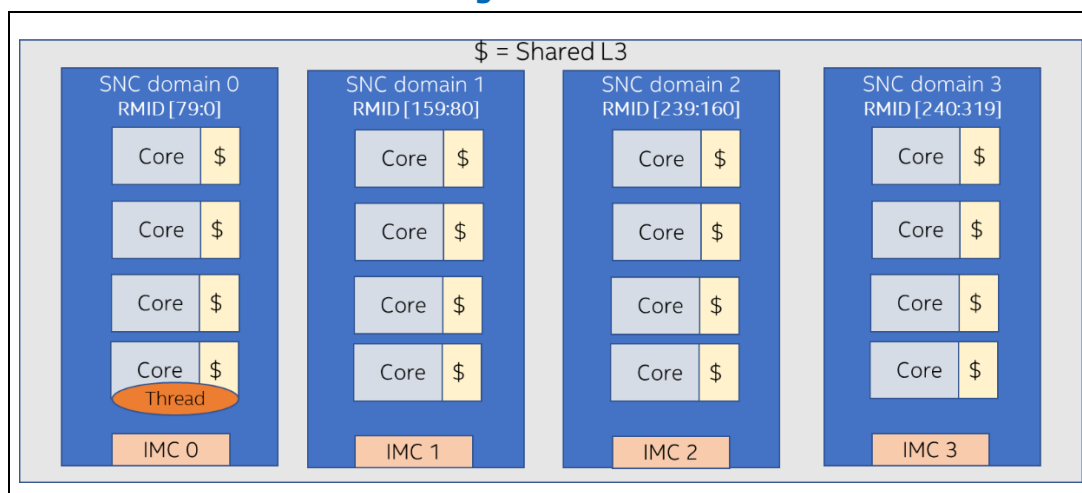 $ = Shared L3
SNC domain 0
RMID [79:0]
Core $
Core $
Core $
Core $
Thread
IMC 0
SNC domain 1
RMID [159:80]
Core $
Core $
Core $
Core $
IMC 1
SNC domain 2
RMID [239:160]
Core $
Core $
Core $
Core $
IMC 2
SNC domain 3
RMID [240:319]
Core $
Core $
Core $
Core $
IMC 3